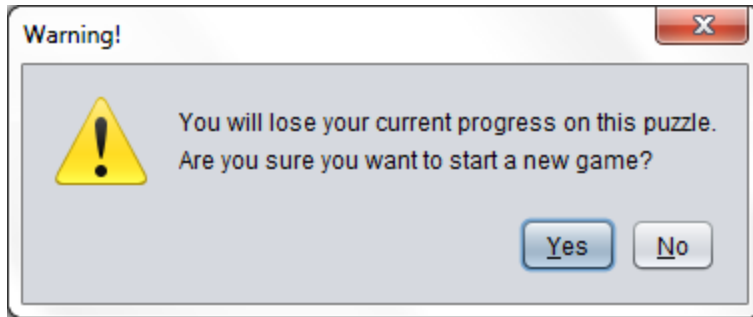 Warning!
You will lose your current progress on this puzzle.
Are you sure you want to start a new game?
Yes No